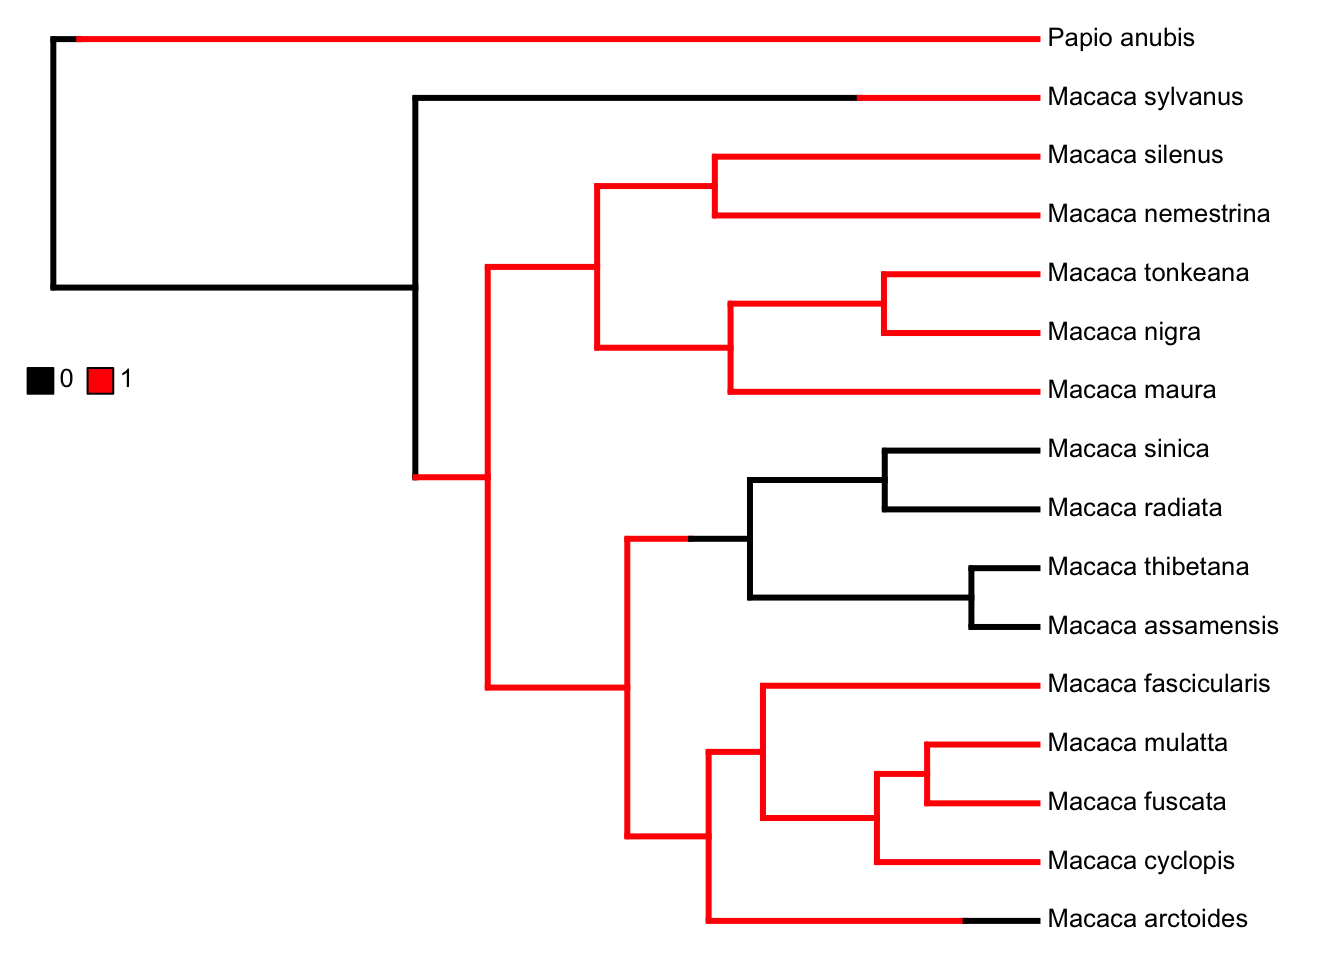 Papio anubis
Macaca sylvanus
Macaca silenus
Macaca nemestrina
Macaca tonkeana
Macaca nigra
0 1
Macaca maura
Macaca sinica
Macaca radiata
Macaca thibetana
Macaca assamensis
Macaca fascicularis
Macaca mulatta
Macaca fuscata
Macaca cyclopis
Macaca arctoides